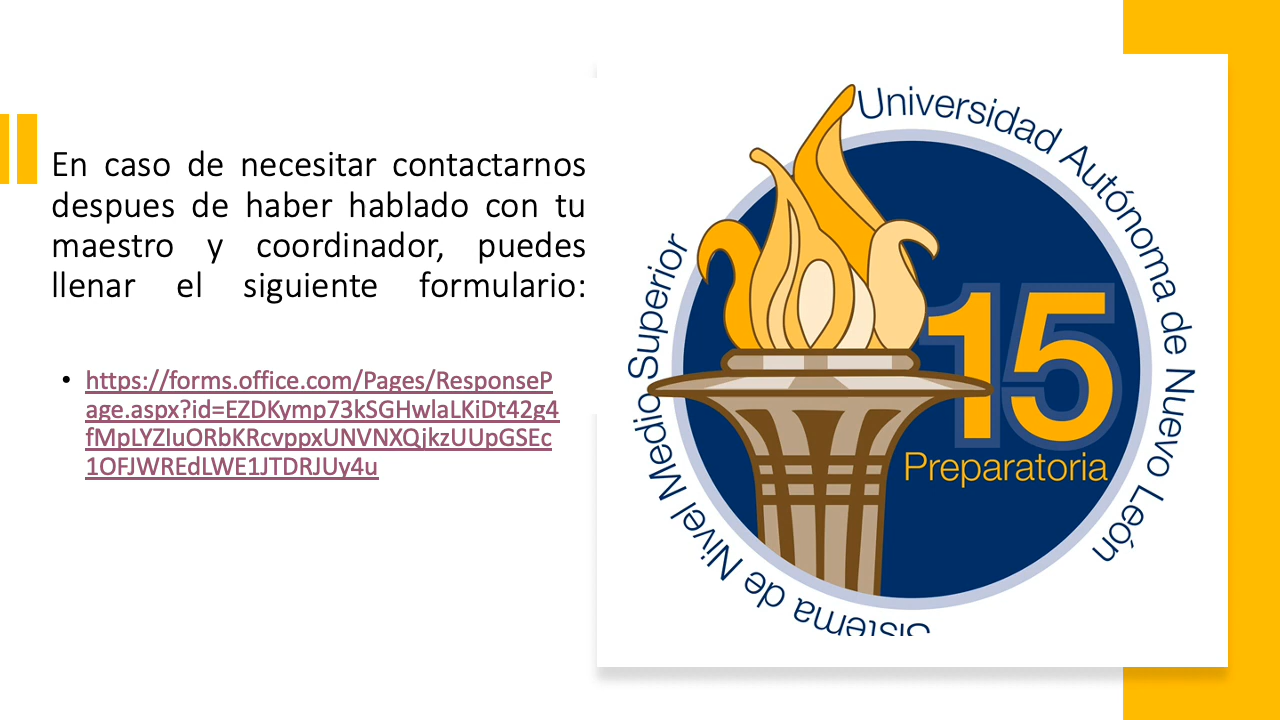 En caso de necesitar contactarnos
despues de haber hablado con tu
maestro y coordinador, puedes
llenar el siguiente formulario:
• https://forms.office.com/Pages/ResponseP
age.aspx?id=EZDKymp73kSGHwlaLKiDt42g4
fMpLYZIuORbKRcvppxUNVNXQjkzUUpGSEc
1OFJWREdLWE1JTDRJUy4u
Universidad Autónoma de Nuevo León
Sistema de Nivel Medio Superior
15
Preparatoria